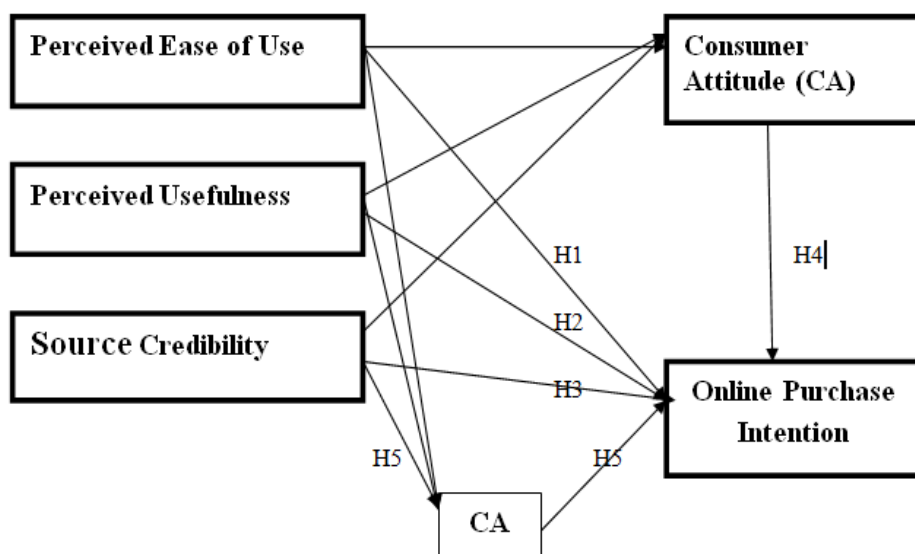 Perceived Ease of Use
Consumer
Attitude (CA)
Perceived Usefulness
H1
H4
H2
Source Credibility
H3
Online Purchase
Intention
H5
H5
CA